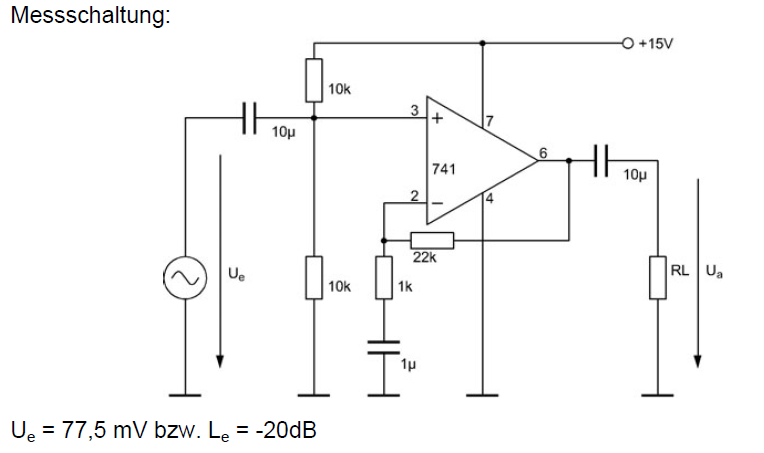 Messschaltung:
+15V
10k
3
+
7
10µ
741
6
10µ
2
−
4
22k
Ue
10k
1k
RL
Ua
1µ
Ue = 77,5 mV bzw. Le = -20dB